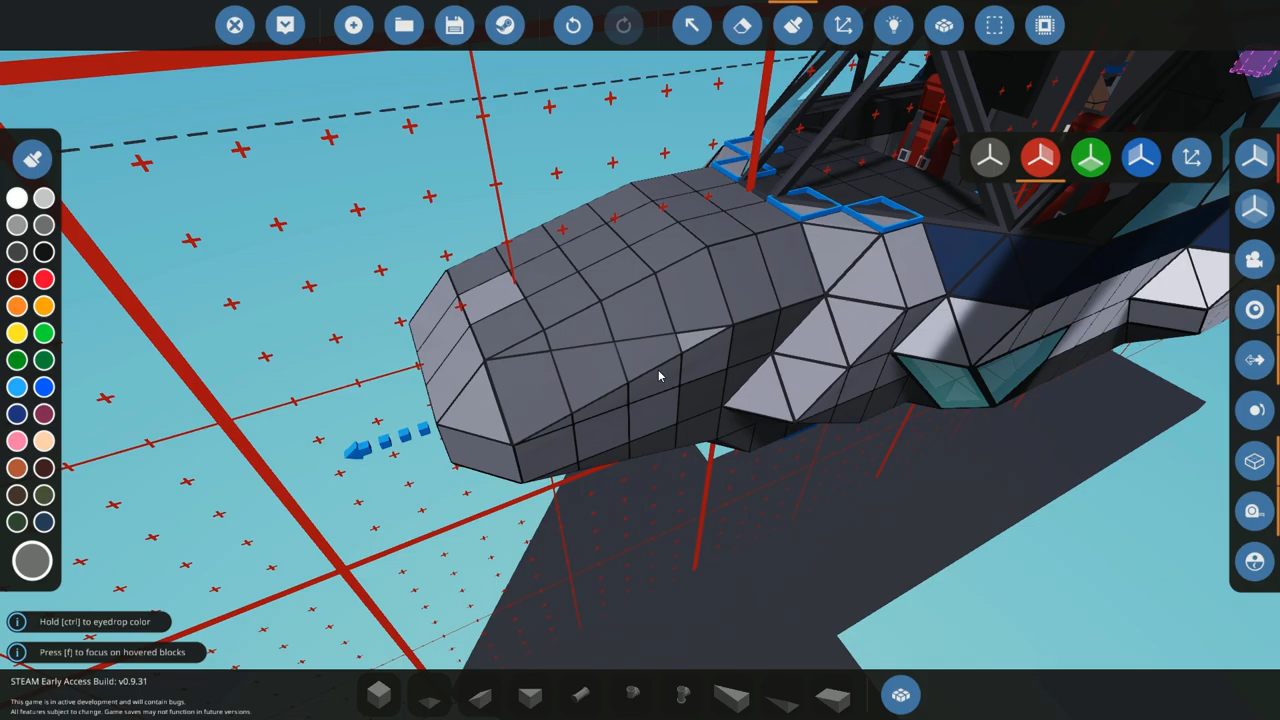 Hold [ctrl] to eyedrop color
Press [f] to focus on hovered blocks
STEAM Early Access Build: v0.9.31
This game is in active development and will contain bugs.
All features subject to change. Game saves may not function in future versions.